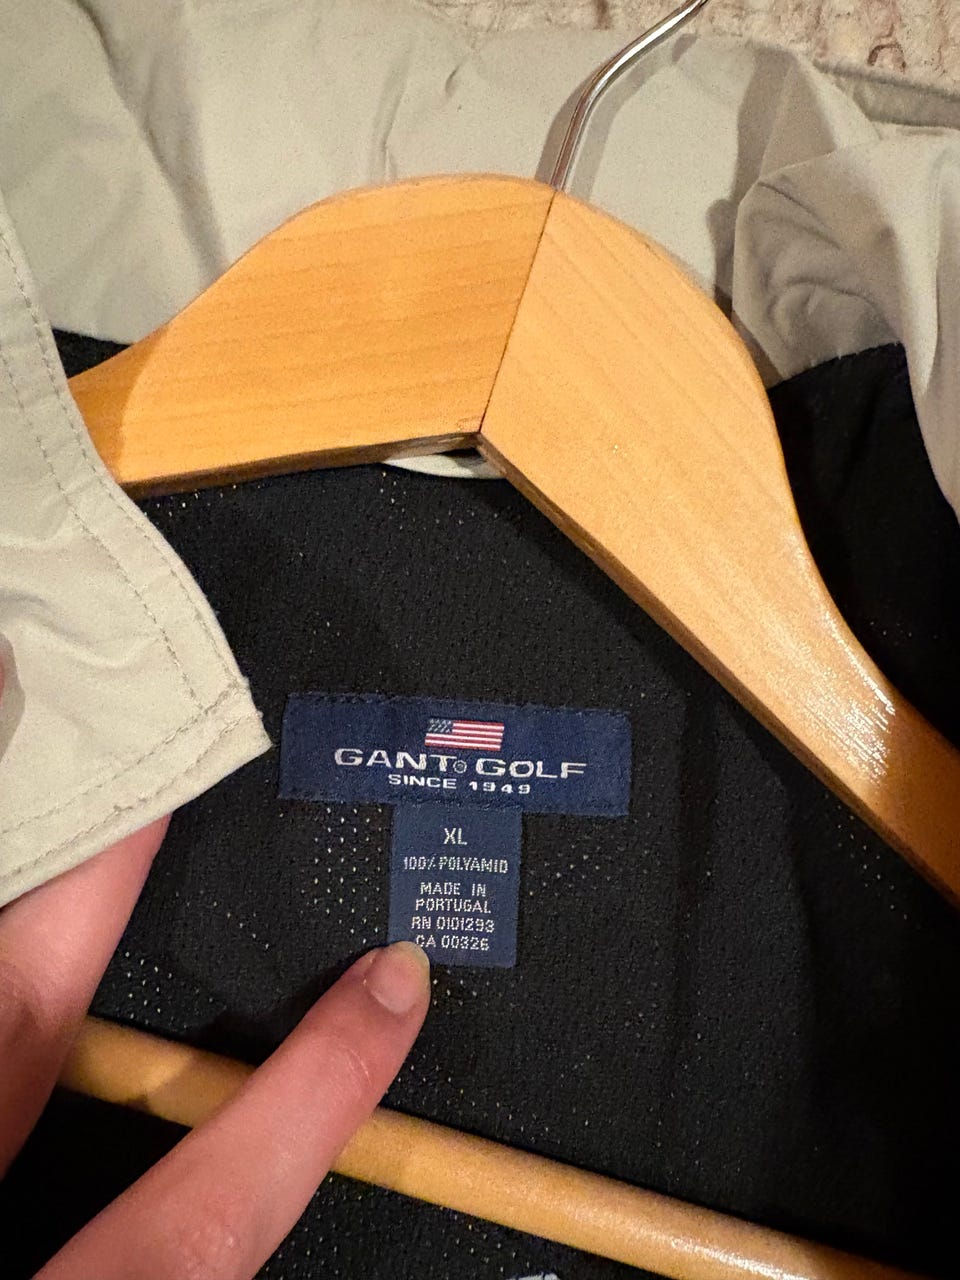 GANT GOLF
SINCE 1949
XL
100% POLYAMID
MADE IN
PORTUGAL
RN 0101293
CA 00326